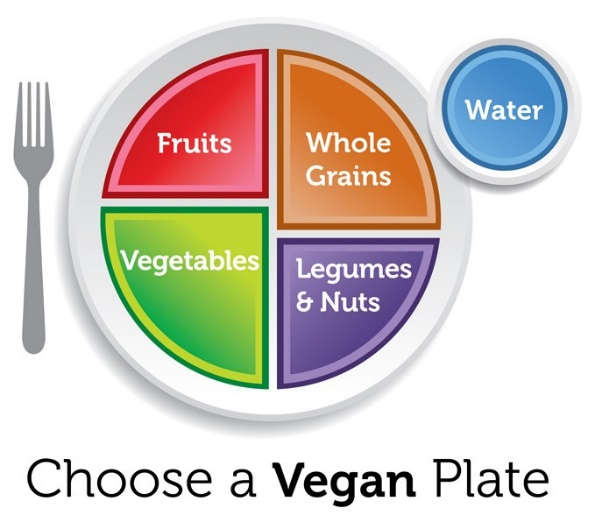 Fruits
Whole
Grains
Water
Vegetables
Legumes
& Nuts
Choose a Vegan Plate